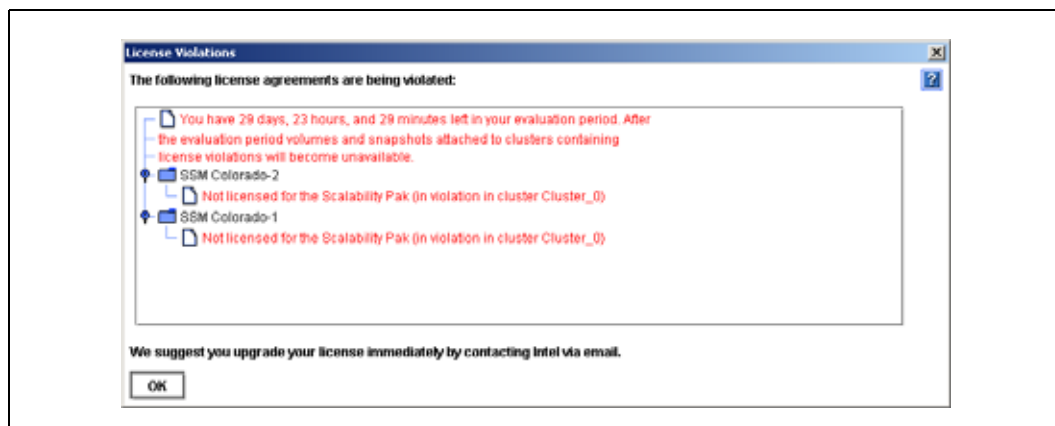 License Violations
The following license agreements are being violated:
You have 29 days, 23 hours, and 29 minutes left in your evaluation period. After
the evaluation period volumes and snapshots attached to clusters containing
license violations will become unavailable.
SSM Colorado-2
Not licensed for the Scalability Pak (in violation in cluster Cluster_0)
SSM Colorado-1
Not licensed for the Scalability Pak (in violation in cluster Cluster_0)
We suggest you upgrade your license immediately by contacting Intel via email.
OK